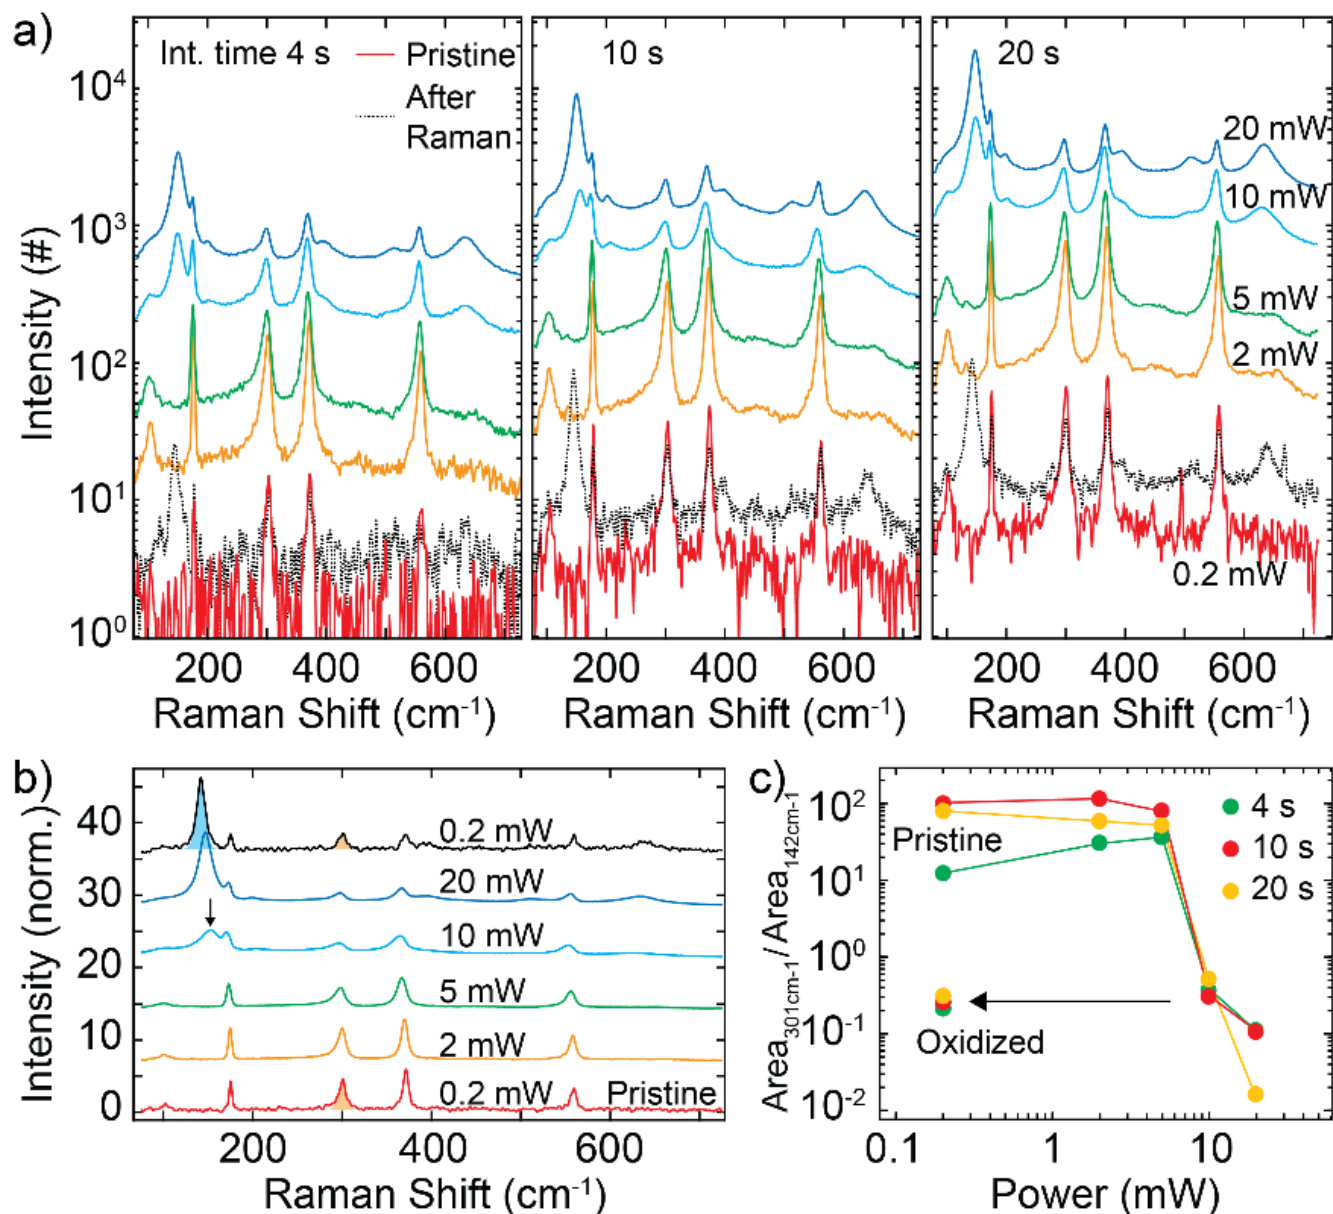 a)
Int. time 4 s
Pristine
After
Raman
10 s
20 s
20 mW
10 mW
5 mW
2 mW
0.2 mW
Intensity (#)
10⁴
10³
10²
10¹
10⁰
200 400 600
200 400 600
200 400 600
Raman Shift (cm⁻¹)
Raman Shift (cm⁻¹)
Raman Shift (cm⁻¹)
b)
Intensity (norm.)
40
30
20
10
0
0.2 mW
20 mW
10 mW
5 mW
2 mW
0.2 mW
Pristine
200 400 600
Raman Shift (cm⁻¹)
c)
Area301cm-1/Area142cm-1
10²
10¹
10⁰
10⁻¹
10⁻²
4 s
10 s
20 s
Pristine
Oxidized
0.1 1 10
Power (mW)